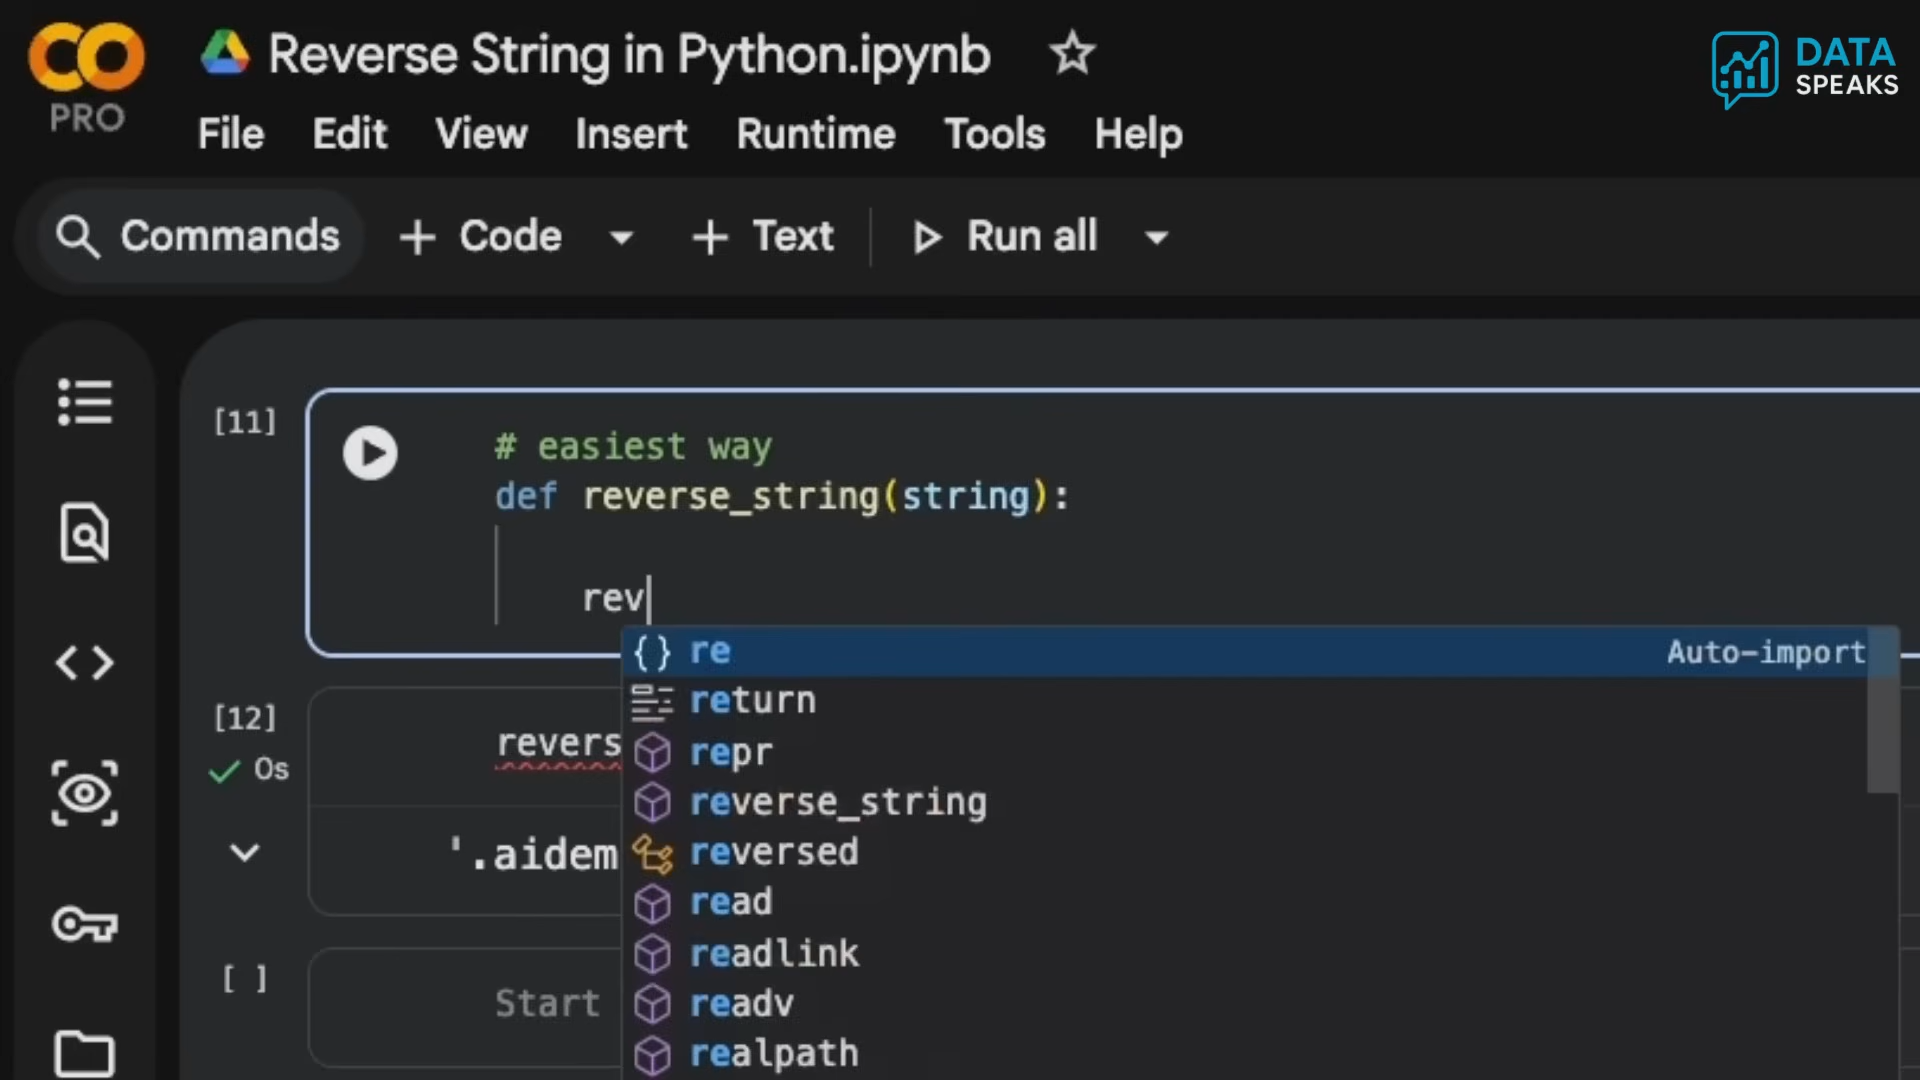 CO
PRO
Reverse String in Python.ipynb
DATA
SPEAKS
File Edit View Insert Runtime Tools Help
Commands + Code + Text Run all
[11]
# easiest way
def reverse_string(string):
rev
{} re Auto-import
return
repr
reverse_string
reversed
read
readlink
readv
realpath
[12]
0s
revers
'.aidem
[ ]
Start